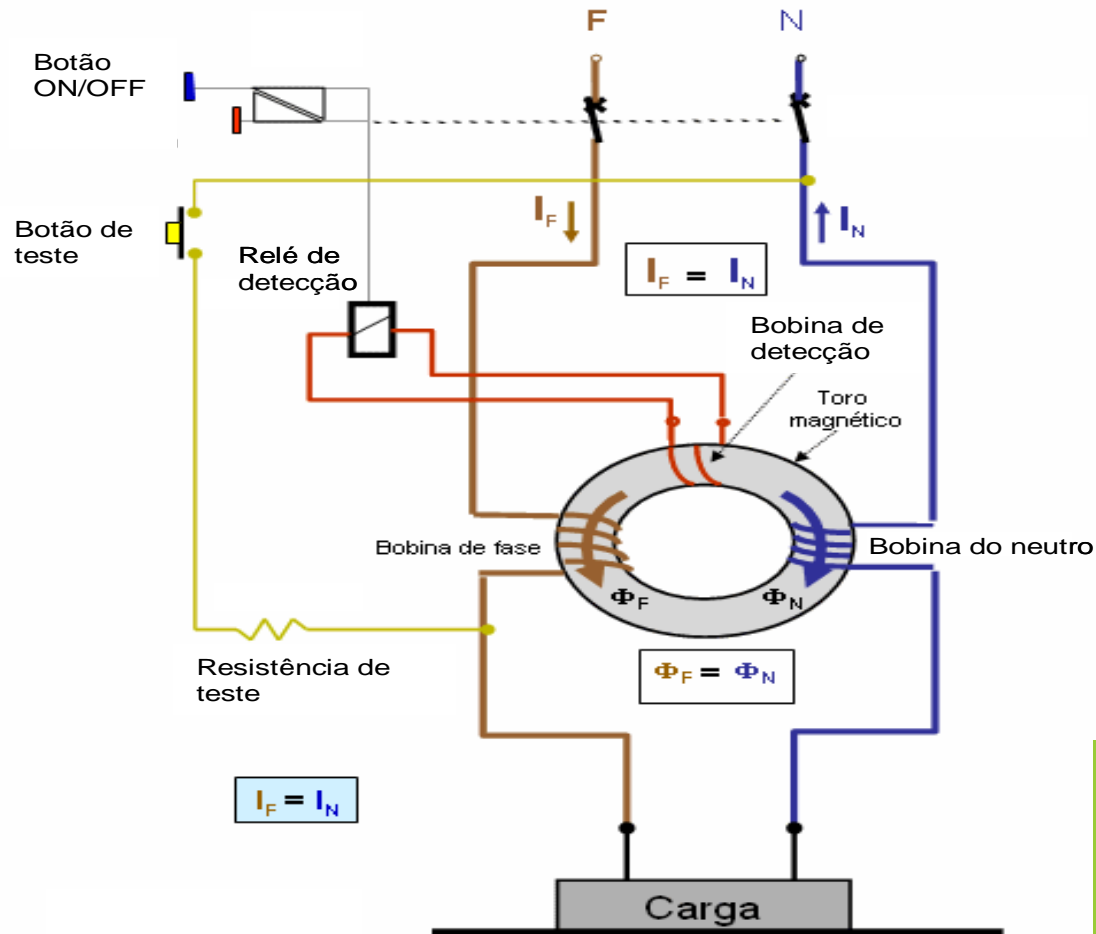 F
N
Botão
ON/OFF
I_F
I_N
Botão de
teste
Relé de
detecção
I_F = I_N
Bobina de
detecção
Toro
magnético
Bobina de fase
Bobina do neutro
Φ_F
Φ_N
Φ_F = Φ_N
Resistência de
teste
I_F = I_N
Carga